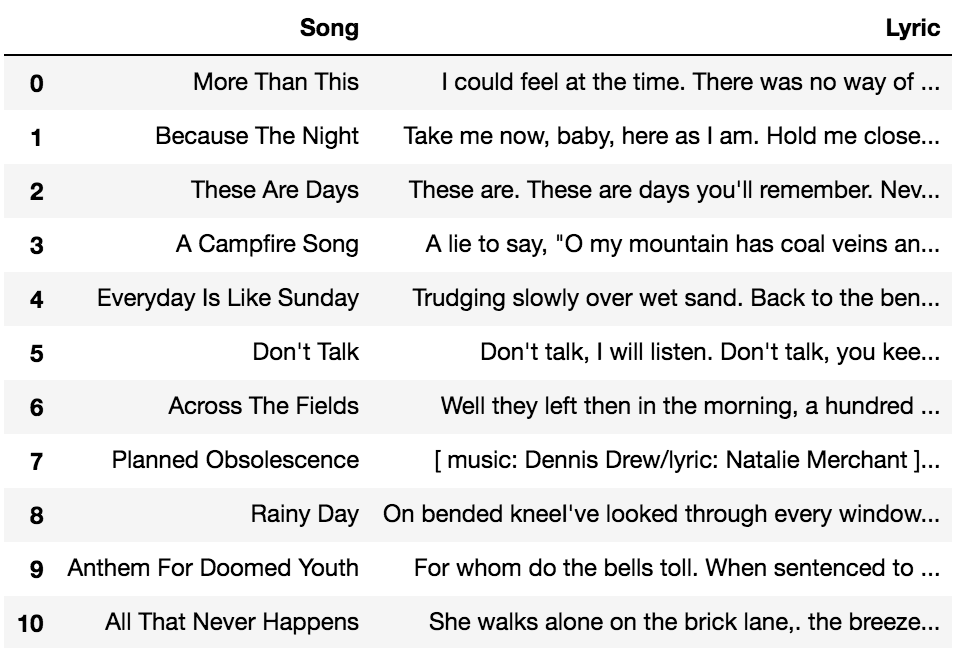 Song Lyric
0 More Than This I could feel at the time. There was no way of ...
1 Because The Night Take me now, baby, here as I am. Hold me close...
2 These Are Days These are. These are days you'll remember. Nev...
3 A Campfire Song A lie to say, "O my mountain has coal veins an...
4 Everyday Is Like Sunday Trudging slowly over wet sand. Back to the ben...
5 Don't Talk Don't talk, I will listen. Don't talk, you kee...
6 Across The Fields Well they left then in the morning, a hundred ...
7 Planned Obsolescence [ music: Dennis Drew/lyric: Natalie Merchant ]...
8 Rainy Day On bended kneeI've looked through every window...
9 Anthem For Doomed Youth For whom do the bells toll. When sentenced to ...
10 All That Never Happens She walks alone on the brick lane,. the breeze...